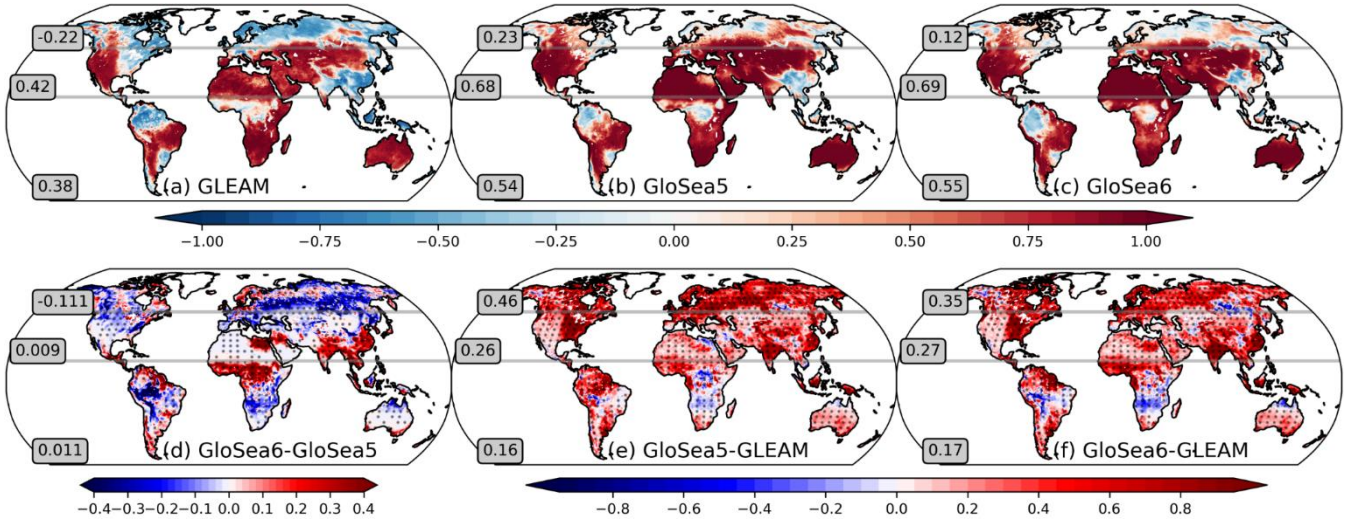 -0.22
0.42
0.38
(a) GLEAM
0.23
0.68
0.54
(b) GloSea5
0.12
0.69
0.55
(c) GloSea6
−1.00 −0.75 −0.50 −0.25 0.00 0.25 0.50 0.75 1.00
-0.111
0.009
0.011
(d) GloSea6-GloSea5
0.46
0.26
0.16
(e) GloSea5-GLEAM
0.35
0.27
0.17
(f) GloSea6-GLEAM
−0.4−0.3−0.2−0.1 0.0 0.1 0.2 0.3 0.4
−0.8 −0.6 −0.4 −0.2 0.0 0.2 0.4 0.6 0.8